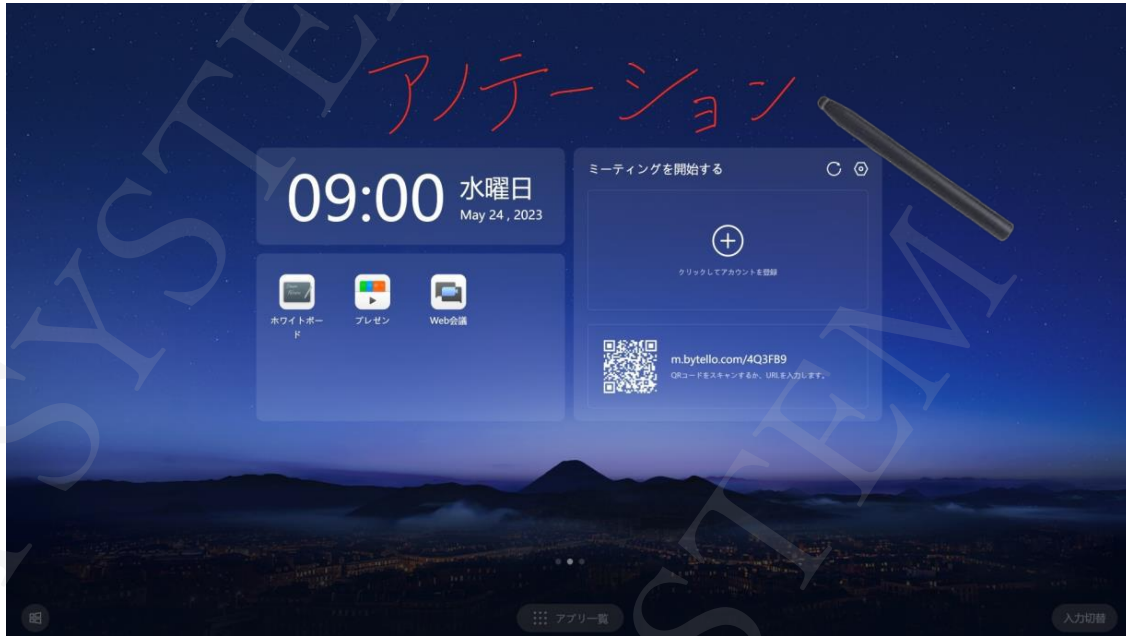 アノテーション
09:00
水曜日
May 24 , 2023
ミーティングを開始する
クリックしてアカウントを登録
ホワイトボー
ド
プレゼン
Web会議
m.bytello.com/4Q3FB9
QRコードをスキャンするか、URLを入力します。
アプリ一覧
入力切替
SYSTEM
SYSTEM